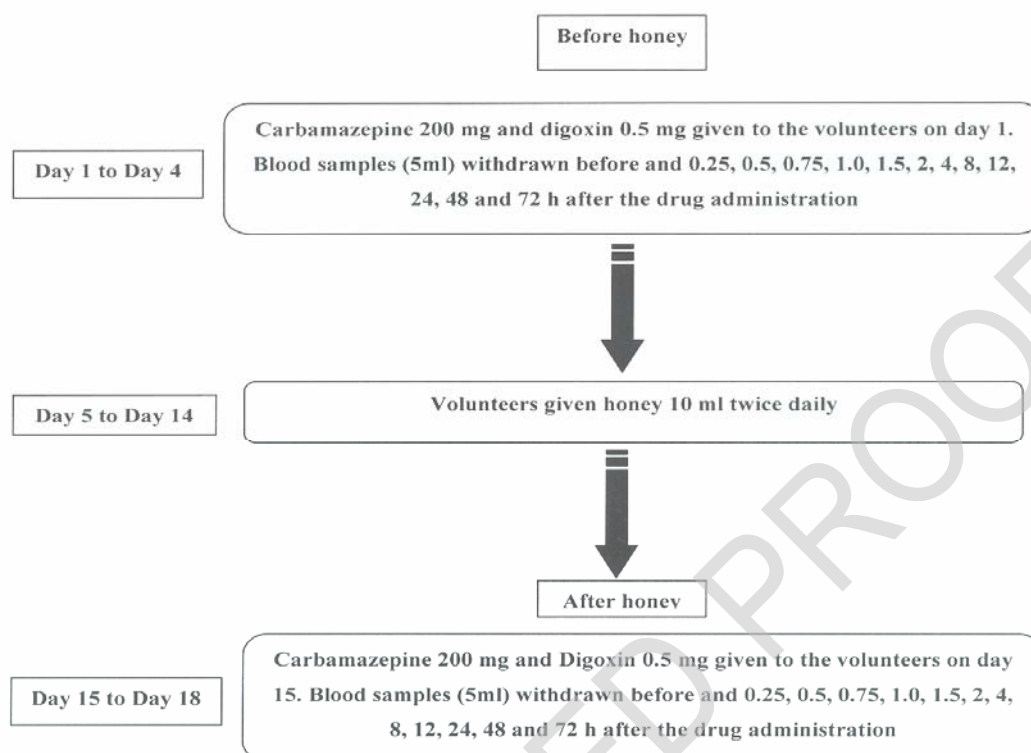 Before honey
Carbamazepine 200 mg and digoxin 0.5 mg given to the volunteers on day 1.
Blood samples (5ml) withdrawn before and 0.25, 0.5, 0.75, 1.0, 1.5, 2, 4, 8, 12,
24, 48 and 72 h after the drug administration
Day 1 to Day 4
Volunteers given honey 10 ml twice daily
Day 5 to Day 14
After honey
Carbamazepine 200 mg and Digoxin 0.5 mg given to the volunteers on day
15. Blood samples (5ml) withdrawn before and 0.25, 0.5, 0.75, 1.0, 1.5, 2, 4,
8, 12, 24, 48 and 72 h after the drug administration
Day 15 to Day 18
ED PROOF